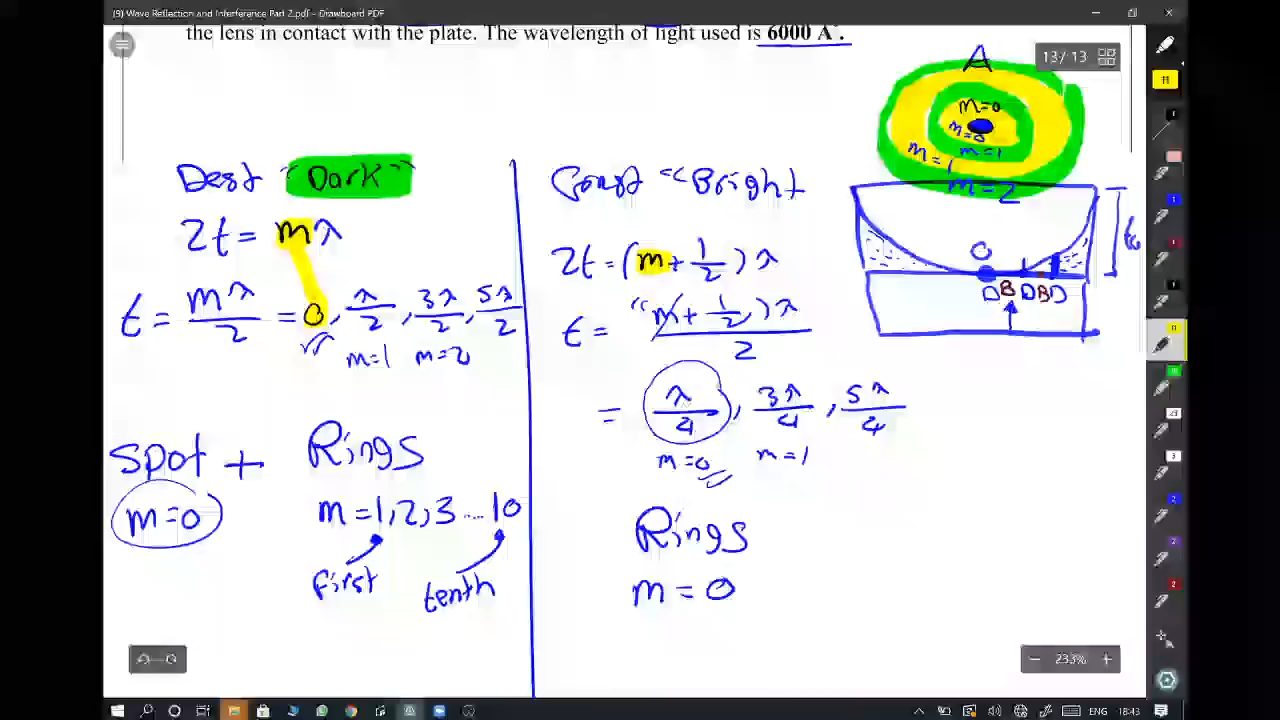 (9) Wave Reflection and Interference Part 2.pdf - Drawboard PDF
the lens in contact with the plate. The wavelength of light used is 6000 A°.
13 / 13
A
m=0
m=0
m=1
m=1
m=2
Dest "Dark"
2t = mλ
t = mλ/2 = 0, λ/2, 3λ/2, 5λ/2
m=1 m=2
Spot + Rings
m=0
m=1,2,3...10
first
tenth
Const "Bright
2t = (m+1/2)λ
t = "m+1/2)λ/2
= λ/4, 3λ/4, 5λ/4
m=0 m=1
Rings
m = 0
O
D B D B D
233%
ENG 18:43